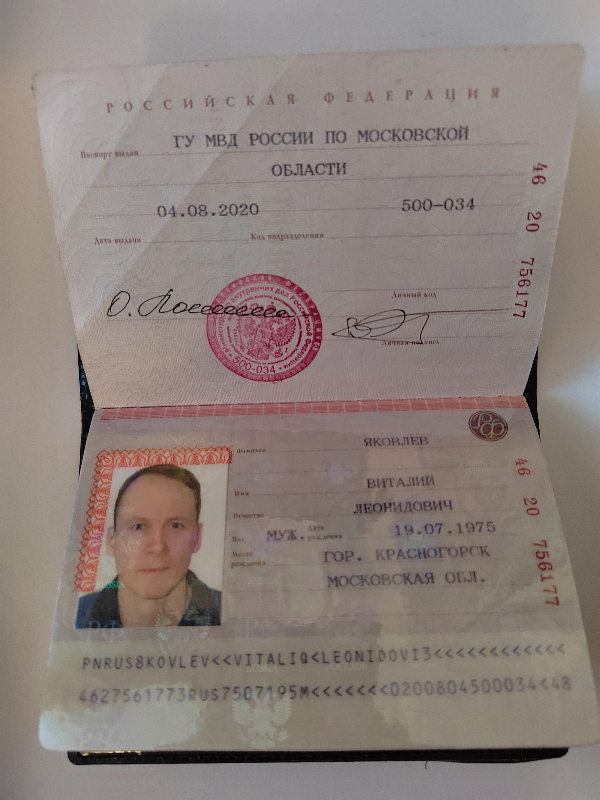 РОССИЙСКАЯ ФЕДЕРАЦИЯ
Паспорт выдан ГУ МВД РОССИИ ПО МОСКОВСКОЙ
ОБЛАСТИ
04.08.2020 500-034
Дата выдачи Код подразделения
Личный код
Личная подпись
500-034
46 20 756177
Фамилия ЯКОВЛЕВ
Имя ВИТАЛИЙ
Отчество ЛЕОНИДОВИЧ
Пол МУЖ. Дата рождения 19.07.1975
Место рождения ГОР. КРАСНОГОРСК
МОСКОВСКАЯ ОБЛ.
46 20 756177
PNRUS8KOVLEV<<VITALIQ<LEONIDOVI3<<<<<<<<<<<<
4627561773RUS7507195M<<<<<<<0200804500034<48